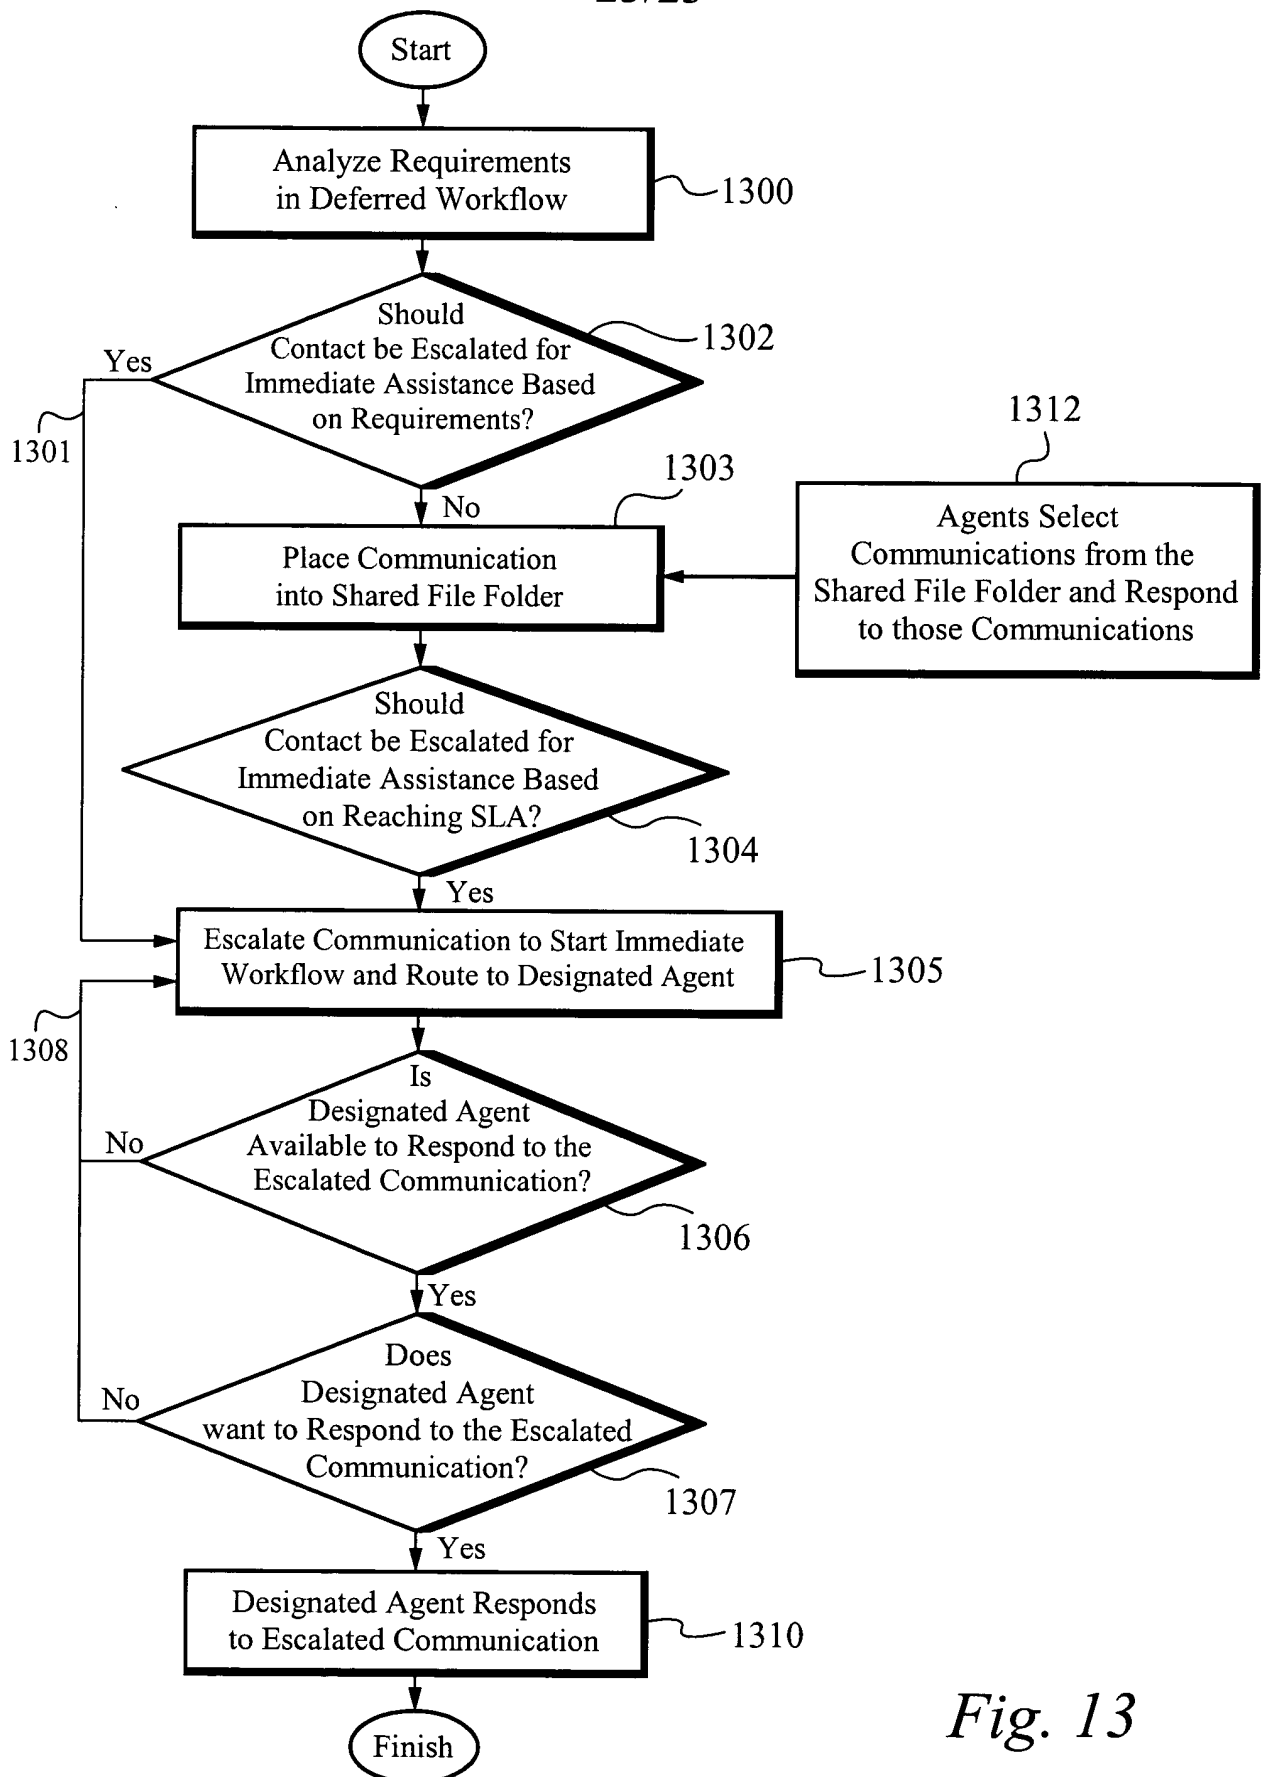 Start
Analyze Requirements
in Deferred Workflow
1300
Should
Contact be Escalated for
Immediate Assistance Based
on Requirements?
1302
Yes
1301
No
1303
Place Communication
into Shared File Folder
1312
Agents Select
Communications from the
Shared File Folder and Respond
to those Communications
Should
Contact be Escalated for
Immediate Assistance Based
on Reaching SLA?
1304
Yes
Escalate Communication to Start Immediate
Workflow and Route to Designated Agent
1305
1308
Is
Designated Agent
Available to Respond to the
Escalated Communication?
No
1306
Yes
Does
Designated Agent
want to Respond to the Escalated
Communication?
No
1307
Yes
Designated Agent Responds
to Escalated Communication
1310
Finish
Fig. 13